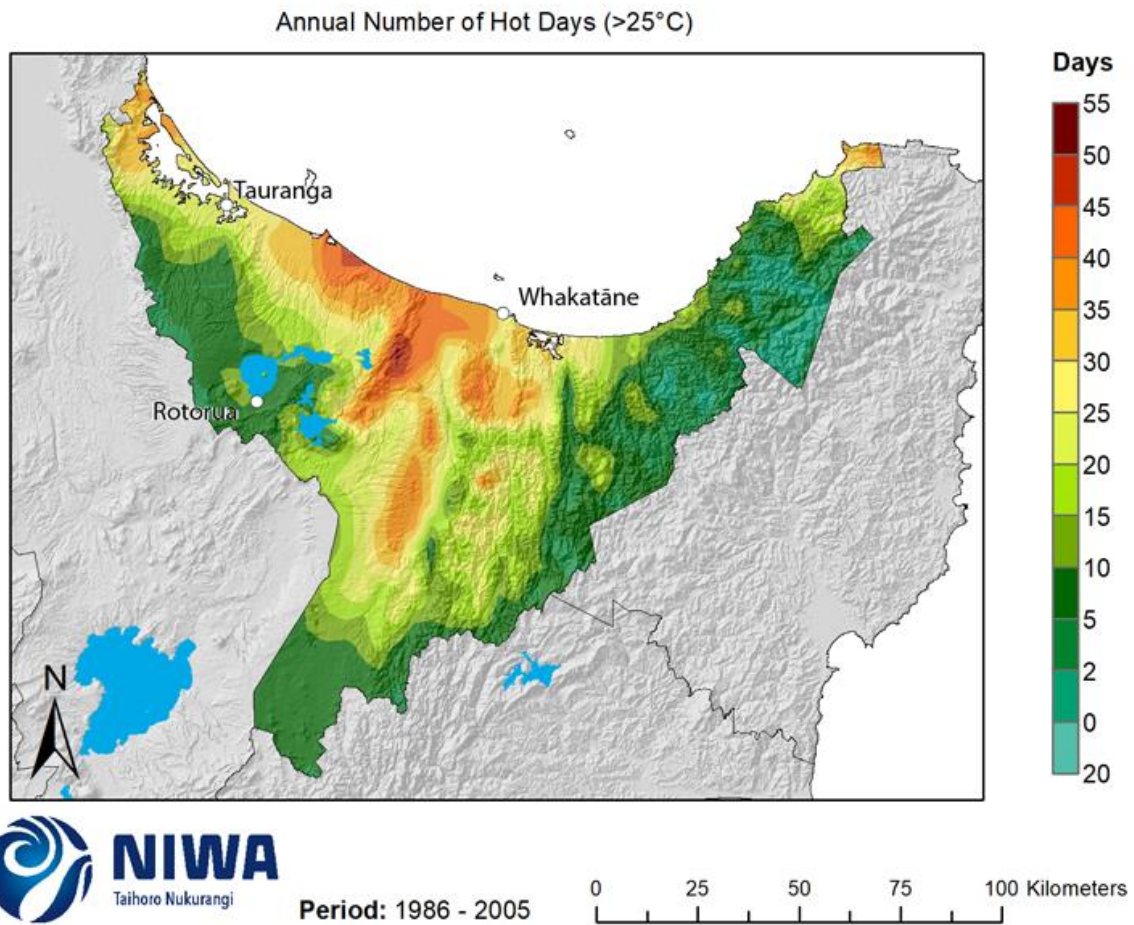 Annual Number of Hot Days (>25°C)
Days
55
50
45
40
35
30
25
20
15
10
5
2
0
20
Tauranga
Whakatāne
Rotorua
N
NIWA
Taihoro Nukurangi
Period: 1986 - 2005
0 25 50 75 100 Kilometers